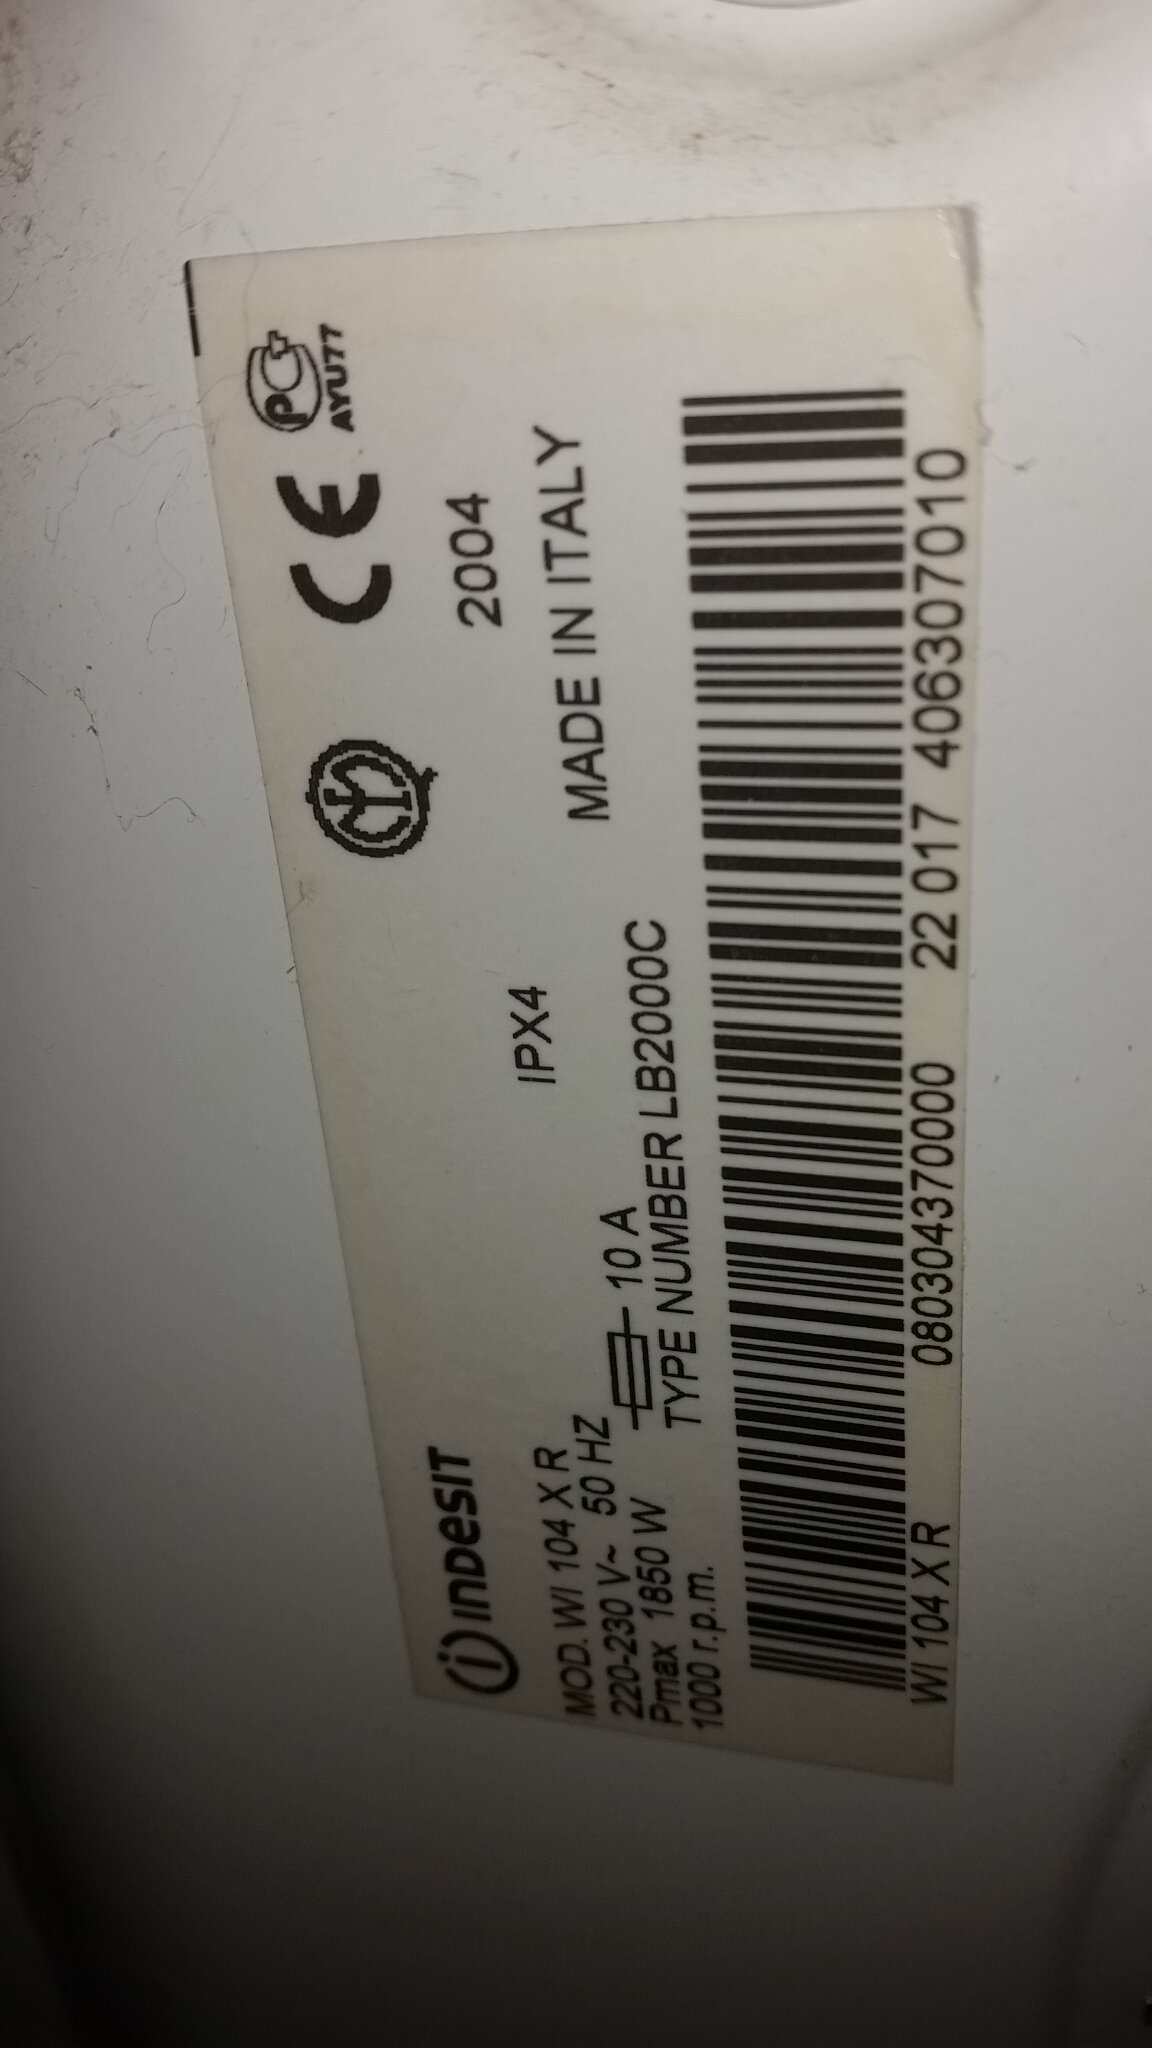 INDESIT
PC
AYU77
MOD. WI 104 X R
IPX4
2004
220-230 V~ 50 HZ
10 A
MADE IN ITALY
Pmax 1850 W
TYPE NUMBER LB2000C
1000 r.p.m.
WI 104 X R 080304370000 22 017 406307010